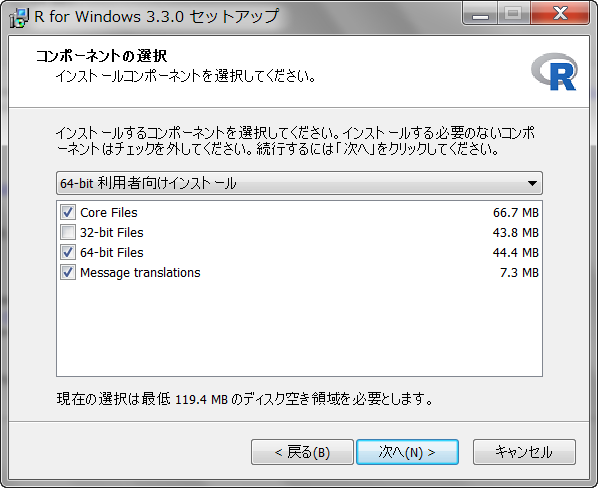 R for Windows 3.3.0 セットアップ
コンポーネントの選択
インストールコンポーネントを選択してください。
R
インストールするコンポーネントを選択してください。インストールする必要のないコンポ
ーネントはチェックを外してください。続行するには「次へ」をクリックしてください。
64-bit 利用者向けインストール
Core Files 66.7 MB
32-bit Files 43.8 MB
64-bit Files 44.4 MB
Message translations 7.3 MB
現在の選択は最低 119.4 MB のディスク空き領域を必要とします。
< 戻る(B) 次へ(N) > キャンセル